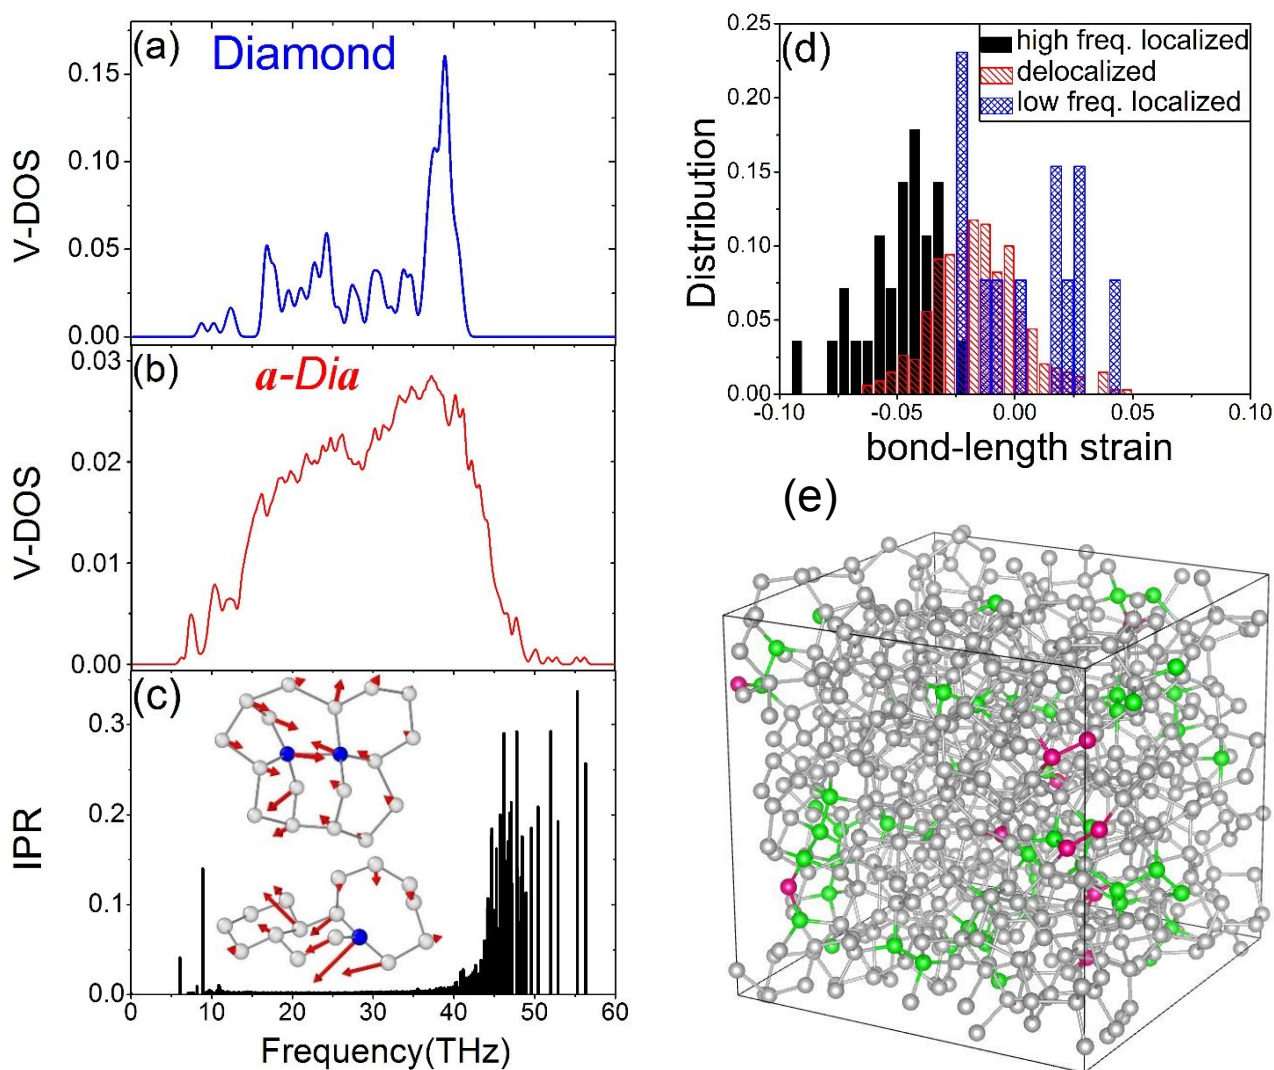 (a) Diamond
V-DOS
0.15
0.10
0.05
0.00
(b) a-Dia
V-DOS
0.03
0.02
0.01
0.00
(c)
IPR
0.3
0.2
0.1
0.0
0 10 20 30 40 50 60
Frequency(THz)
(d)
high freq. localized
delocalized
low freq. localized
Distribution
0.25
0.20
0.15
0.10
0.05
0.00
-0.10 -0.05 0.00 0.05 0.10
bond-length strain
(e)